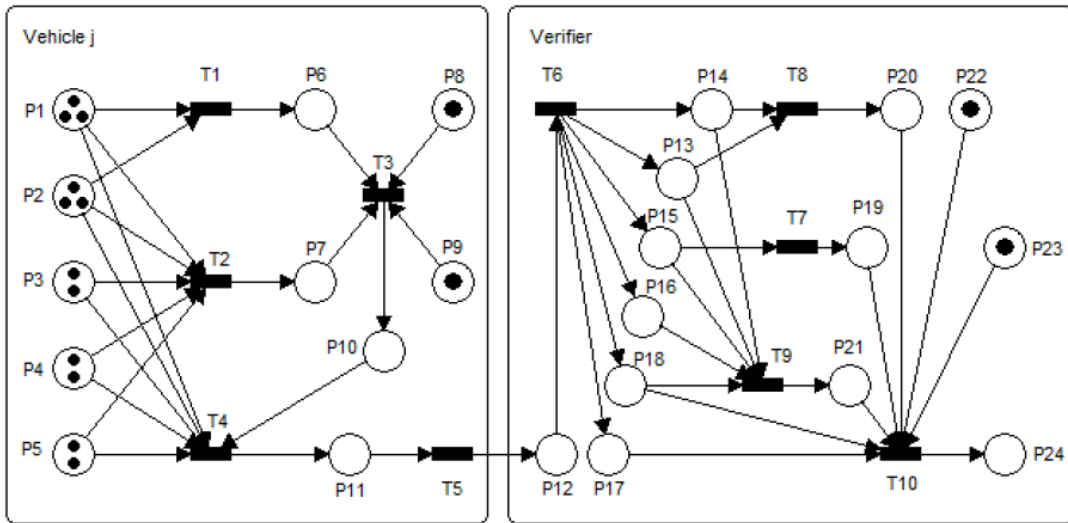 Vehicle j
Verifier
T1
P6
P8
T6
P14
T8
P20
P22
P1
P13
T3
P2
P15
T7
P19
P7
P9
P23
T2
P3
P16
P10
P18
T9
P21
P4
T4
P5
P11
T5
P12
P17
T10
P24